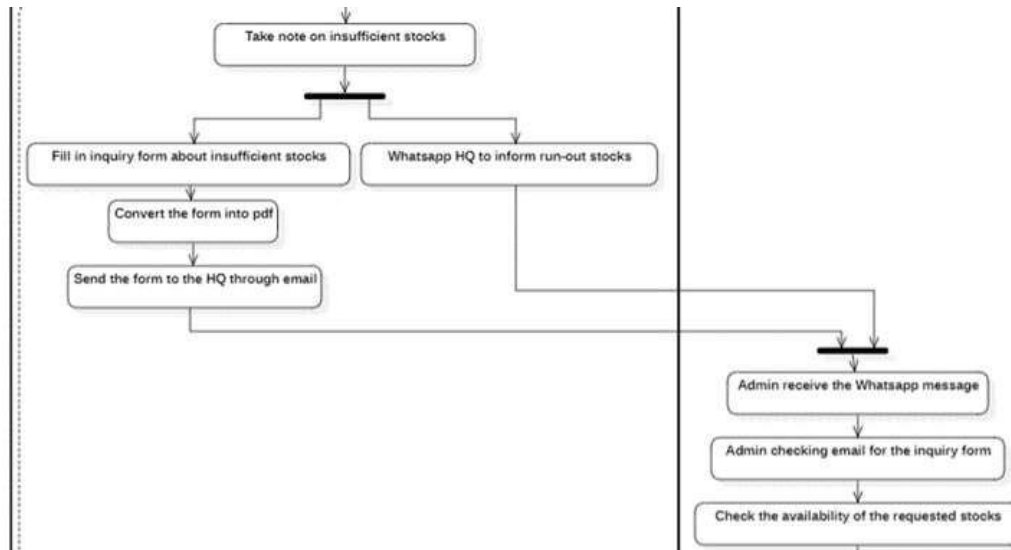 Take note on insufficient stocks
Fill in inquiry form about insufficient stocks
Whatsapp HQ to inform run-out stocks
Convert the form into pdf
Send the form to the HQ through email
Admin receive the Whatsapp message
Admin checking email for the inquiry form
Check the availability of the requested stocks